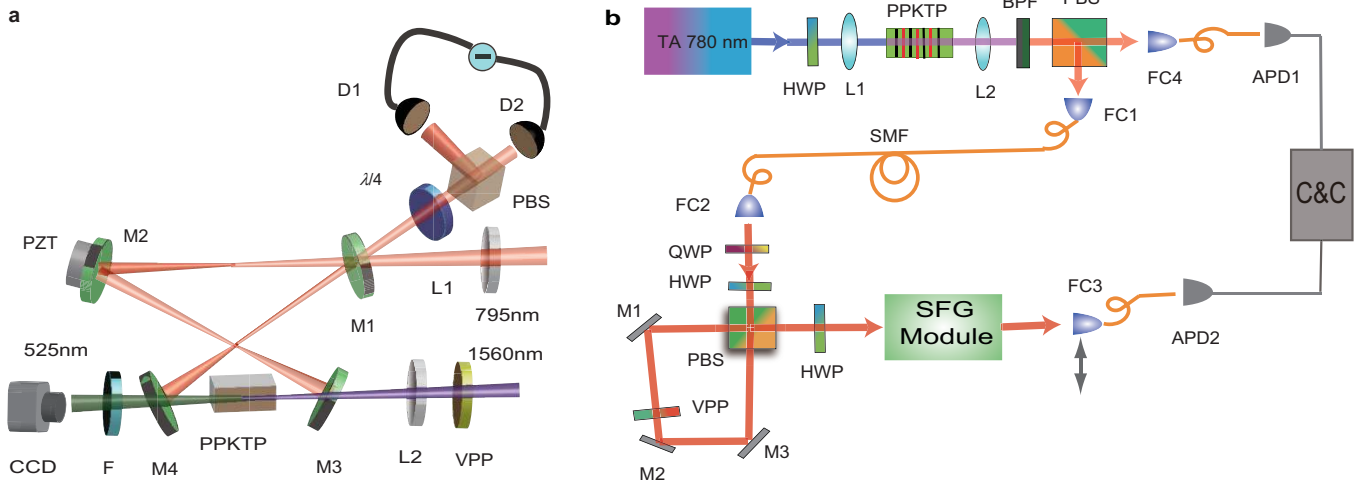 a
D1
D2
λ/4
PBS
PZT
M2
L1
795nm
M1
525nm
1560nm
PPKTP
CCD
F
M4
M3
L2
VPP
b
TA 780 nm
PPKTP
BPF
PBS
HWP
L1
L2
FC4
APD1
FC1
SMF
C&C
FC2
QWP
HWP
FC3
M1
SFG
Module
PBS
HWP
APD2
VPP
M2
M3